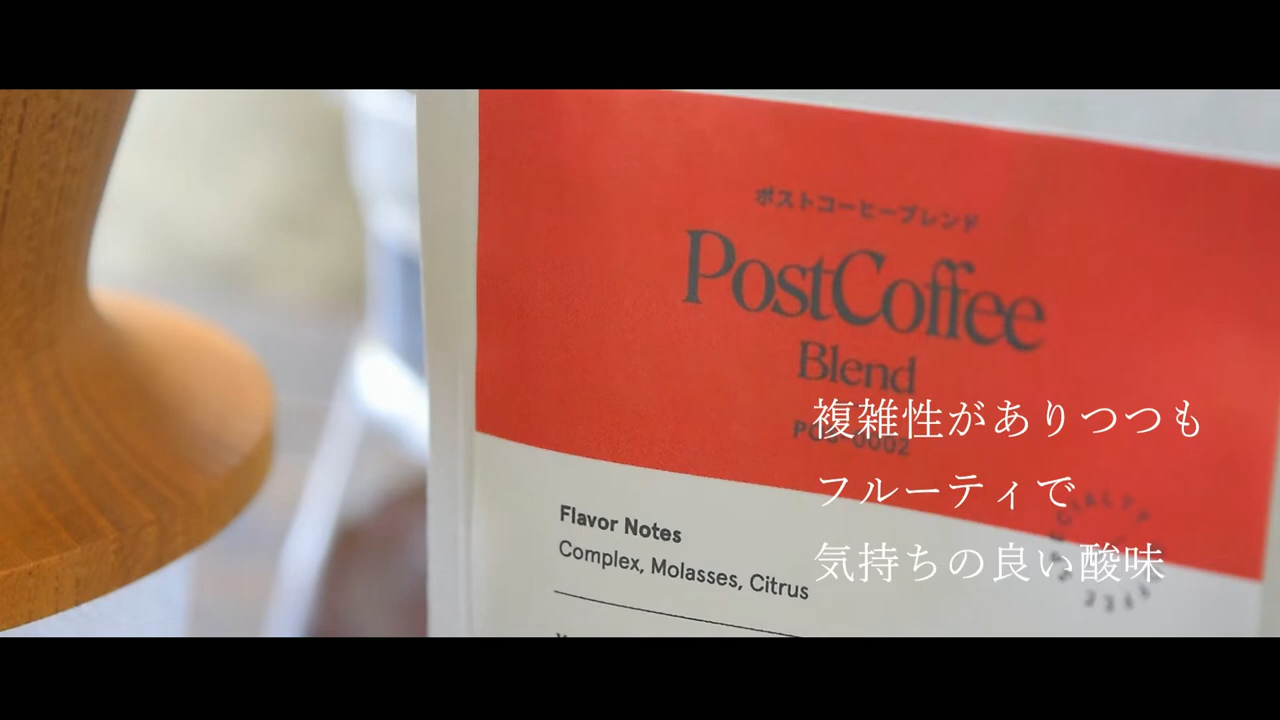 ポストコーヒーブレンド
PostCoffee
Blend
複雑性がありつつも
フルーティで
気持ちの良い酸味
Flavor Notes
Complex, Molasses, Citrus